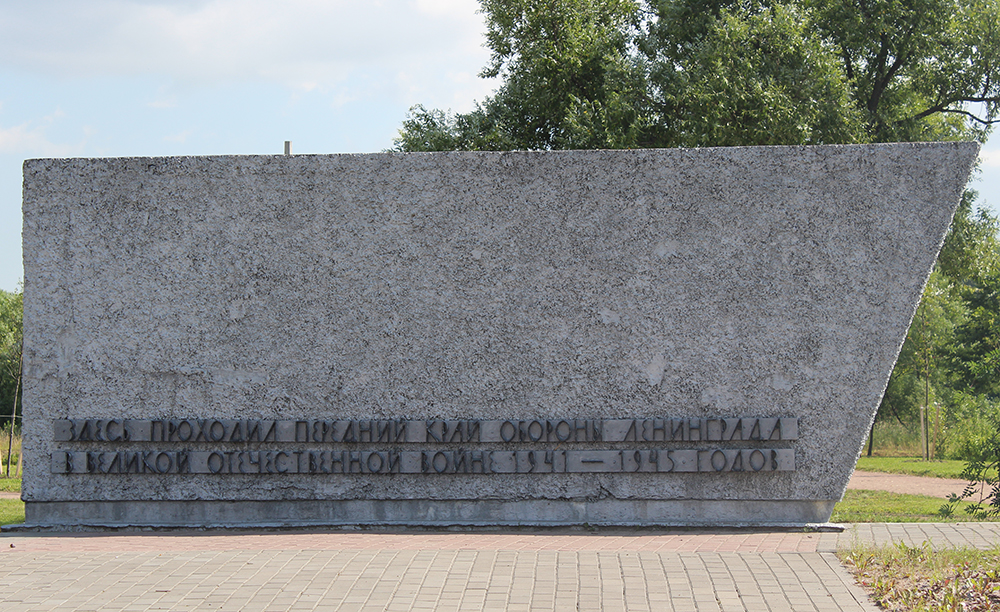 ЗДЕСЬ ПРОХОДИЛ ПЕРЕДНИЙ КРАЙ ОБОРОНЫ ЛЕНИНГРАДА
В ВЕЛИКОЙ ОТЕЧЕСТВЕННОЙ ВОЙНЕ 1941 — 1945 ГОДОВ